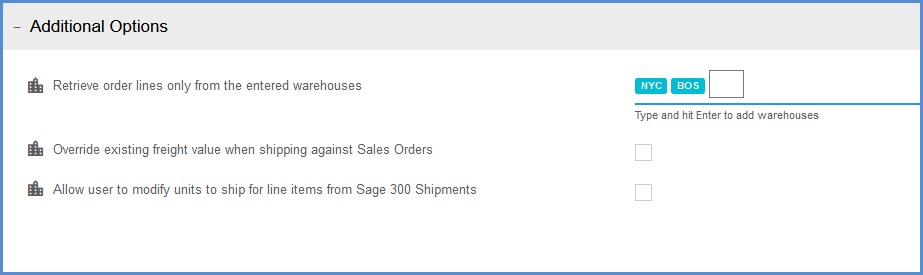 − Additional Options
Retrieve order lines only from the entered warehouses NYC BOS
Type and hit Enter to add warehouses
Override existing freight value when shipping against Sales Orders
Allow user to modify units to ship for line items from Sage 300 Shipments